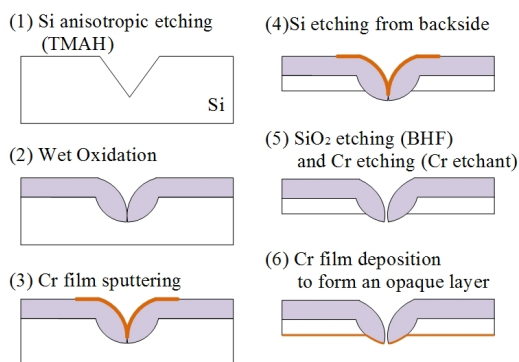 (1) Si anisotropic etching
(TMAH)
Si
(2) Wet Oxidation
(3) Cr film sputtering
(4)Si etching from backside
(5) SiO₂ etching (BHF)
and Cr etching (Cr etchant)
(6) Cr film deposition
to form an opaque layer